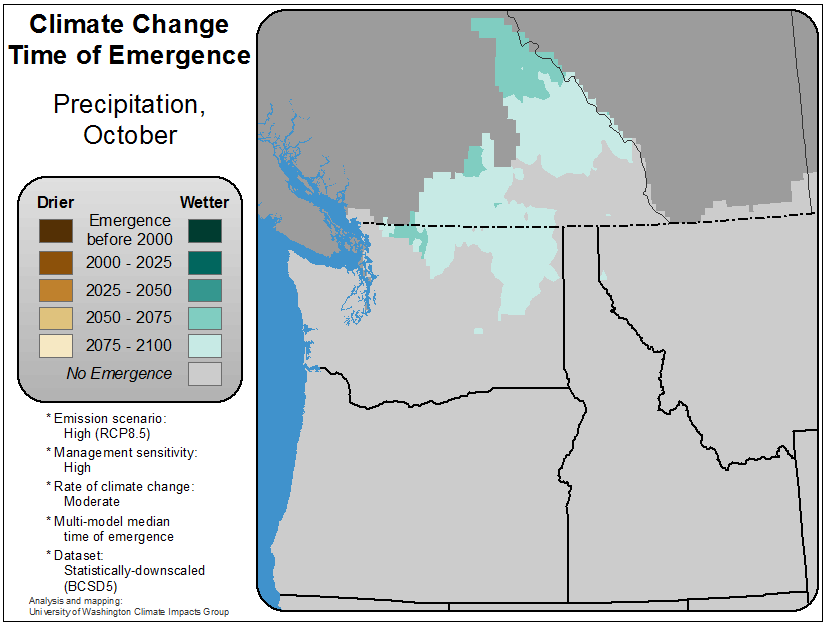 Climate Change
Time of Emergence
Precipitation,
October
Drier
Wetter
Emergence
before 2000
2000 - 2025
2025 - 2050
2050 - 2075
2075 - 2100
No Emergence
* Emission scenario:
High (RCP8.5)
* Management sensitivity:
High
* Rate of climate change:
Moderate
* Multi-model median
time of emergence
* Dataset:
Statistically-downscaled
(BCSD5)
Analysis and mapping:
University of Washington Climate Impacts Group